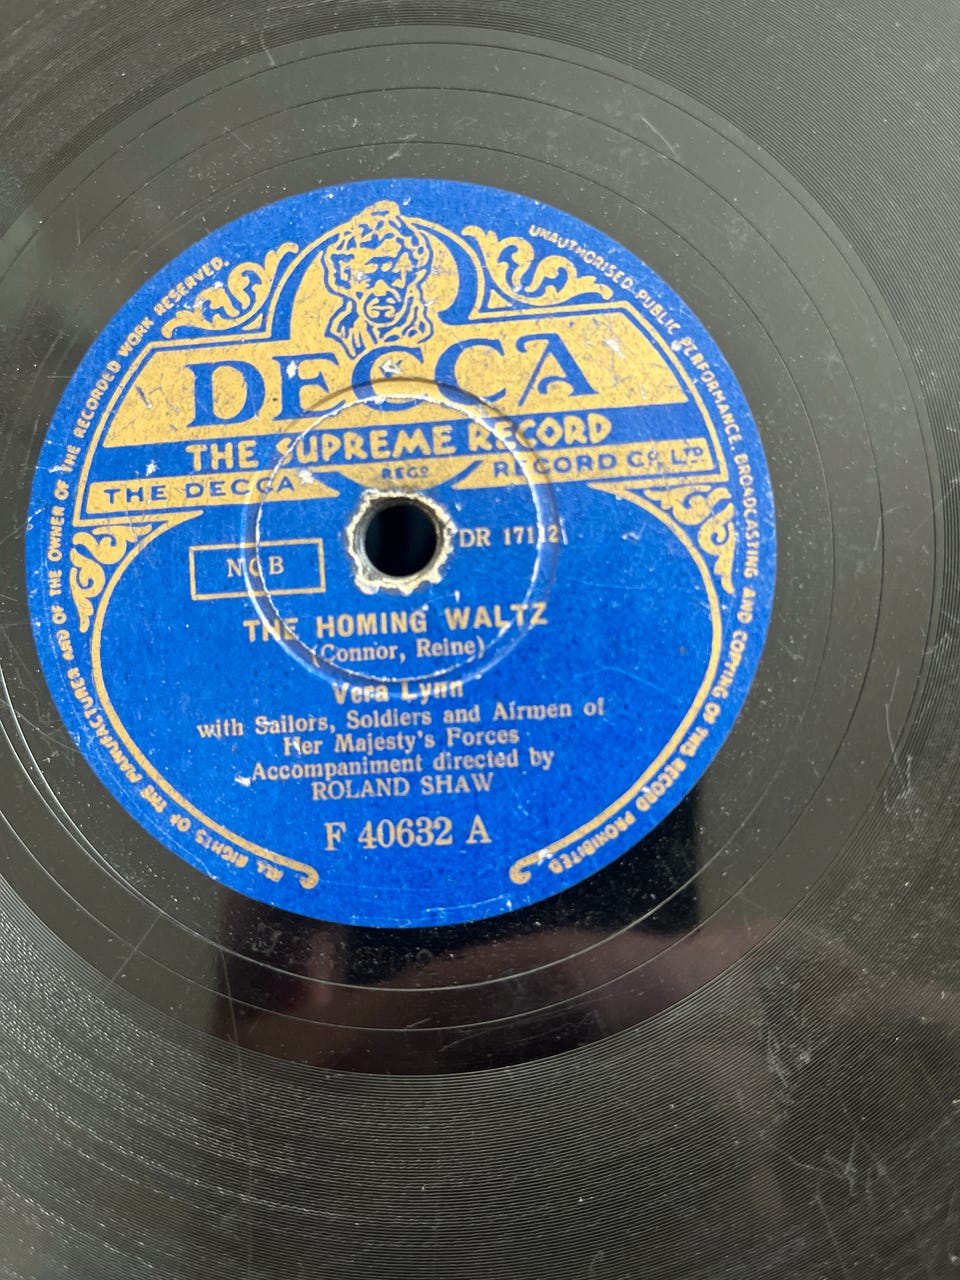 ALL RIGHTS OF THE MANUFACTURER AND OF THE OWNER OF THE RECORDED WORK RESERVED.
UNAUTHORISED PUBLIC PERFORMANCE, BROADCASTING AND COPYING OF THIS RECORD PROHIBITED
DECCA
THE SUPREME RECORD
THE DECCA REGD RECORD CO. LTD
DR
NCB
THE HOMING WALTZ
(Connor, Reine)
Vera Lynn
with Sailors, Soldiers and Airmen of
Her Majesty's Forces
Accompaniment directed by
ROLAND SHAW
F 40632 A